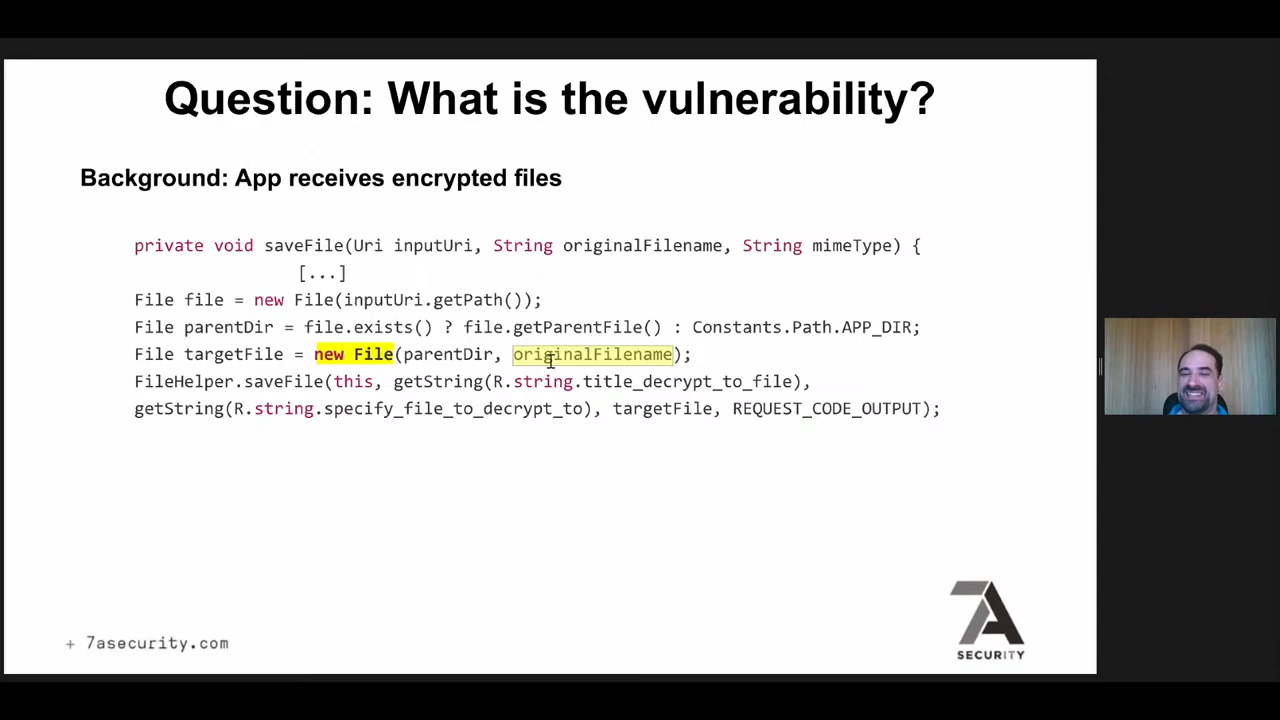 Question: What is the vulnerability?
Background: App receives encrypted files
private void saveFile(Uri inputUri, String originalFilename, String mimeType) {
[...]
File file = new File(inputUri.getPath());
File parentDir = file.exists() ? file.getParentFile() : Constants.Path.APP_DIR;
File targetFile = new File(parentDir, originalFilename);
FileHelper.saveFile(this, getString(R.string.title_decrypt_to_file),
getString(R.string.specify_file_to_decrypt_to), targetFile, REQUEST_CODE_OUTPUT);
+ 7asecurity.com
7A
SECURITY